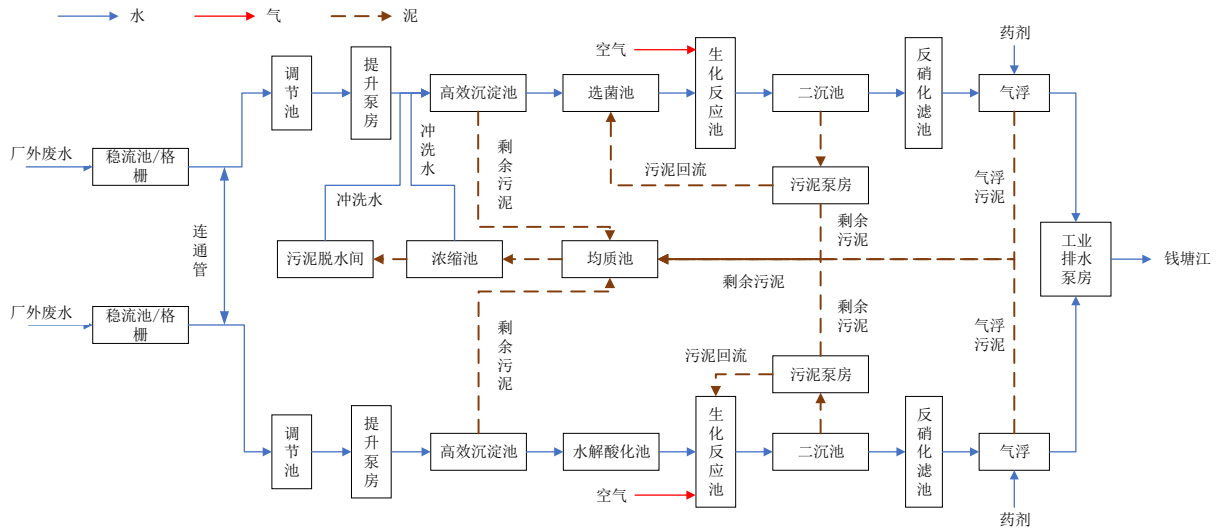 水
气
泥
药剂
空气
调节池
提升泵房
高效沉淀池
选菌池
生化反应池
二沉池
反硝化滤池
气浮
厂外废水
稳流池/格
栅
冲洗水
冲洗水
剩余污泥
污泥回流
污泥泵房
气浮
污泥
连通管
污泥脱水间
浓缩池
均质池
剩余
污泥
剩余污泥
工业
排水
泵房
钱塘江
厂外废水
稳流池/格
栅
剩余污泥
剩余
污泥
气浮
污泥
污泥回流
污泥泵房
调节池
提升泵房
高效沉淀池
水解酸化池
生化反应池
二沉池
反硝化滤池
气浮
空气
药剂